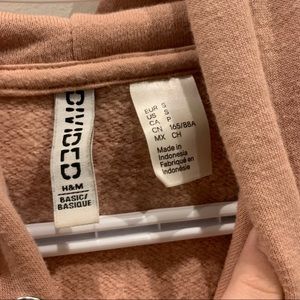 DIVIDED
H&M
BASIC/
BASIQUE
EUR S
US S
CA P
CN 165/88A
MX CH
Made in
Indonesia
Fabriqué en
Indonésie